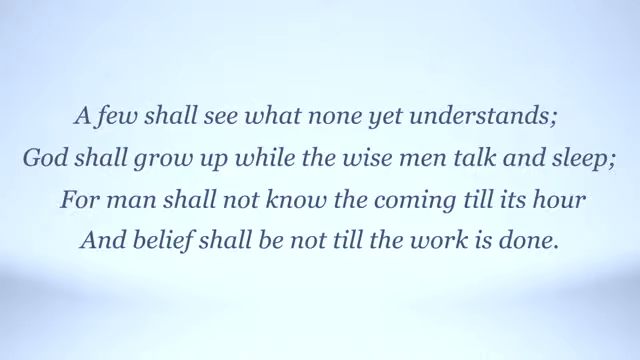 A few shall see what none yet understands;
God shall grow up while the wise men talk and sleep;
For man shall not know the coming till its hour
And belief shall be not till the work is done.